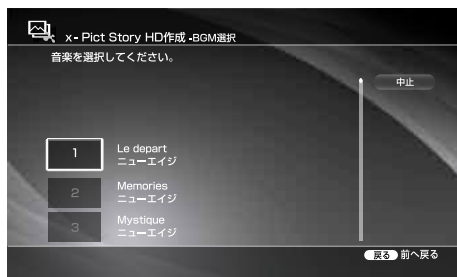 x- Pict Story HD作成 -BGM選択
音楽を選択してください。
中止
1
Le depart
ニューエイジ
2
Memories
ニューエイジ
3
Mystique
ニューエイジ
戻る 前へ戻る